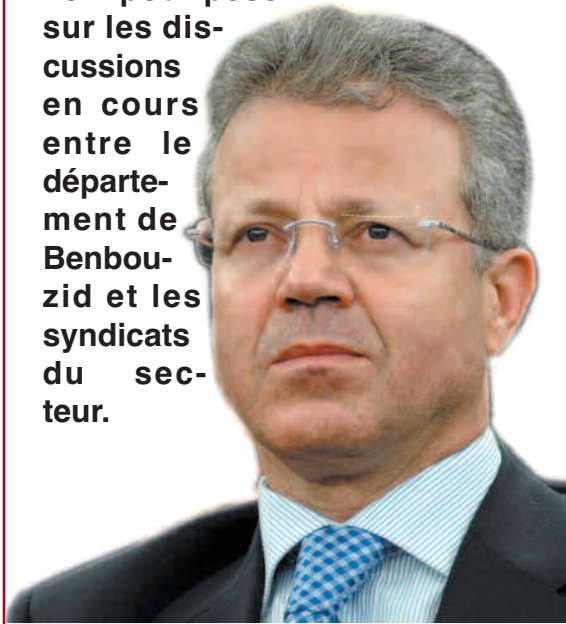 sur les dis-
cussions
en cours
entre le
départe-
ment de
Benbou-
zid et les
syndicats
du sec-
teur.